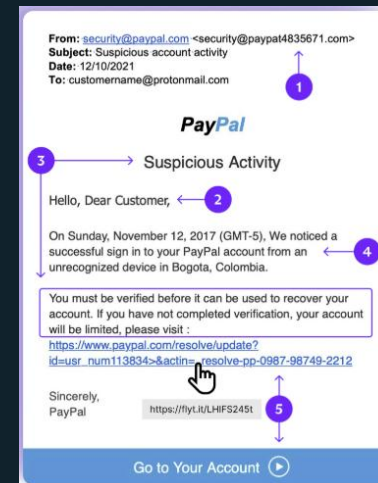 From: security@paypal.com <security@paypat4835671.com>
Subject: Suspicious account activity
Date: 12/10/2021
To: customername@protonmail.com
1
PayPal
3
Suspicious Activity
Hello, Dear Customer,
2
On Sunday, November 12, 2017 (GMT-5), We noticed a
successful sign in to your PayPal account from an
unrecognized device in Bogota, Colombia.
4
You must be verified before it can be used to recover your
account. If you have not completed verification, your account
will be limited, please visit :
https://www.paypal.com/resolve/update?
id=usr_num113834>&actin=_resolve-pp-0987-98749-2212
Sincerely,
PayPal
https://flyt.it/LHIFS245t
5
Go to Your Account